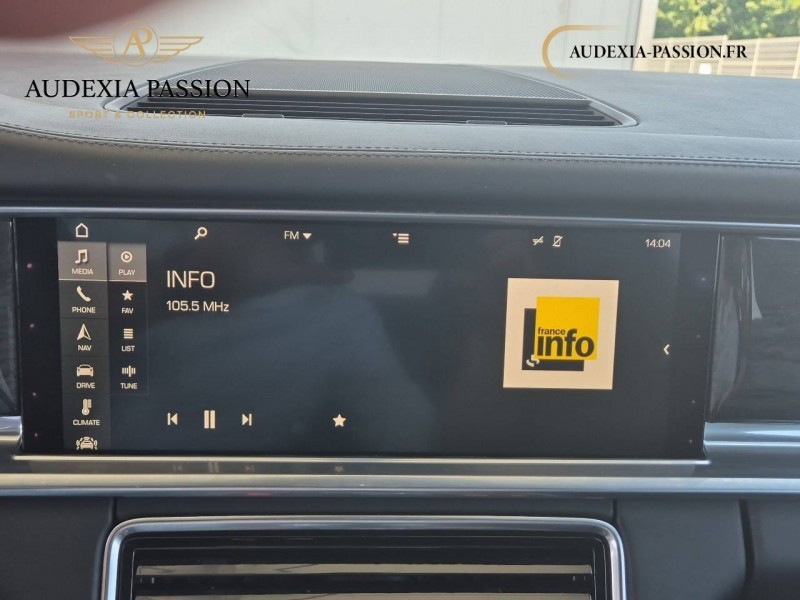 AP
AUDEXIA PASSION
SPORT & COLLECTION
AUDEXIA-PASSION.FR
FM
14:04
MEDIA
PLAY
INFO
105.5 MHz
PHONE
FAV
NAV
LIST
DRIVE
TUNE
CLIMATE
france
info